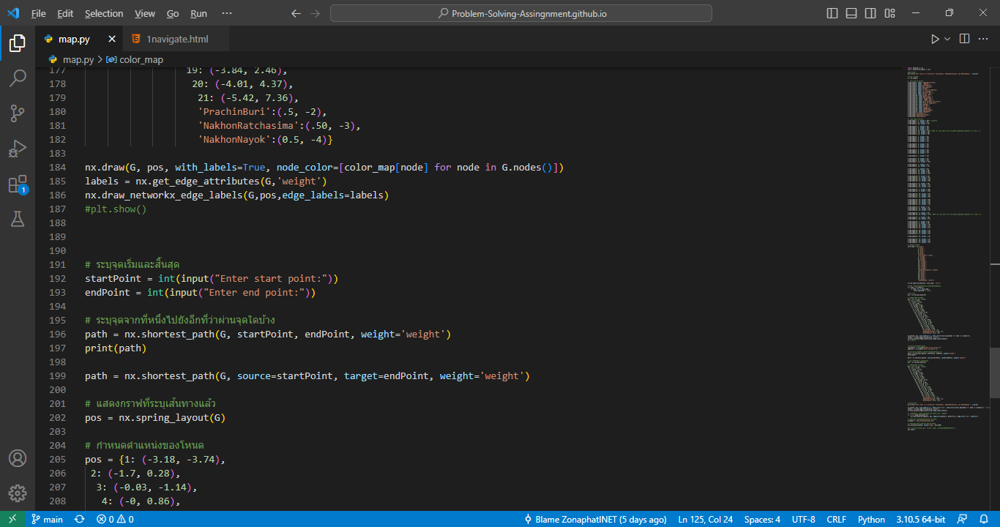 File Edit Selection View Go Run ··· Problem-Solving-Assingnment.github.io
map.py 1navigate.html
map.py > color_map
177 19: (-3.84, 2.46),
178 20: (-4.01, 4.37),
179 21: (-5.42, 7.36),
180 'PrachinBuri':(.5, -2),
181 'NakhonRatchasima':(.50, -3),
182 'NakhonNayok':(0.5, -4)}
183
184 nx.draw(G, pos, with_labels=True, node_color=[color_map[node] for node in G.nodes()])
185 labels = nx.get_edge_attributes(G,'weight')
186 nx.draw_networkx_edge_labels(G,pos,edge_labels=labels)
187 #plt.show()
188
189
190
191 # ระบุจุดเริ่มและสิ้นสุด
192 startPoint = int(input("Enter start point:"))
193 endPoint = int(input("Enter end point:"))
194
195 # ระบุจุดจากที่หนึ่งไปยังอีกที่ว่าผ่านจุดใดบ้าง
196 path = nx.shortest_path(G, startPoint, endPoint, weight='weight')
197 print(path)
198
199 path = nx.shortest_path(G, source=startPoint, target=endPoint, weight='weight')
200
201 # แสดงกราฟที่ระบุเส้นทางแล้ว
202 pos = nx.spring_layout(G)
203
204 # กำหนดตำแหน่งของโหนด
205 pos = {1: (-3.18, -3.74),
206 2: (-1.7, 0.28),
207 3: (-0.03, -1.14),
208 4: (-0, 0.86),
1
main 0 0 Blame ZonaphatINET (5 days ago) Ln 125, Col 24 Spaces: 4 UTF-8 CRLF Python 3.10.5 64-bit